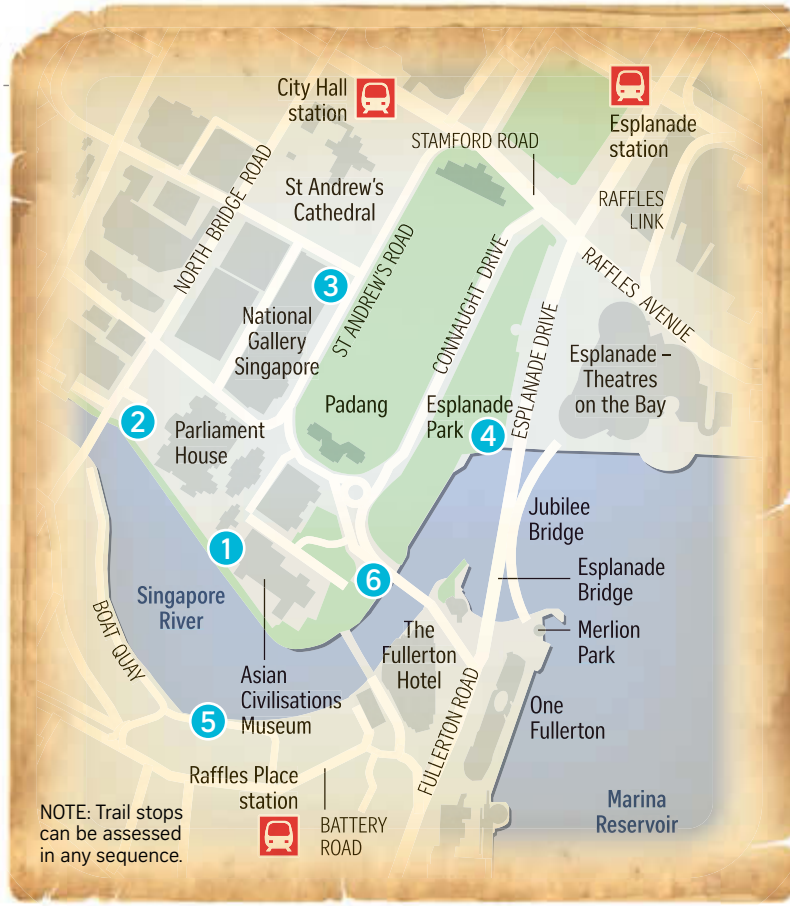 City Hall
station
Esplanade
station
STAMFORD ROAD
NORTH BRIDGE ROAD
St Andrew's
Cathedral
RAFFLES
LINK
3
ST ANDREW'S ROAD
CONNAUGHT DRIVE
RAFFLES AVENUE
National
Gallery
Singapore
ESPLANADE DRIVE
Esplanade –
Theatres
on the Bay
2
Parliament
House
Padang
Esplanade
Park
4
Jubilee
Bridge
1
Esplanade
Bridge
6
Singapore
River
BOAT QUAY
The
Fullerton
Hotel
Merlion
Park
Asian
Civilisations
Museum
5
FULLERTON ROAD
One
Fullerton
Raffles Place
station
BATTERY
ROAD
Marina
Reservoir
NOTE: Trail stops
can be assessed
in any sequence.